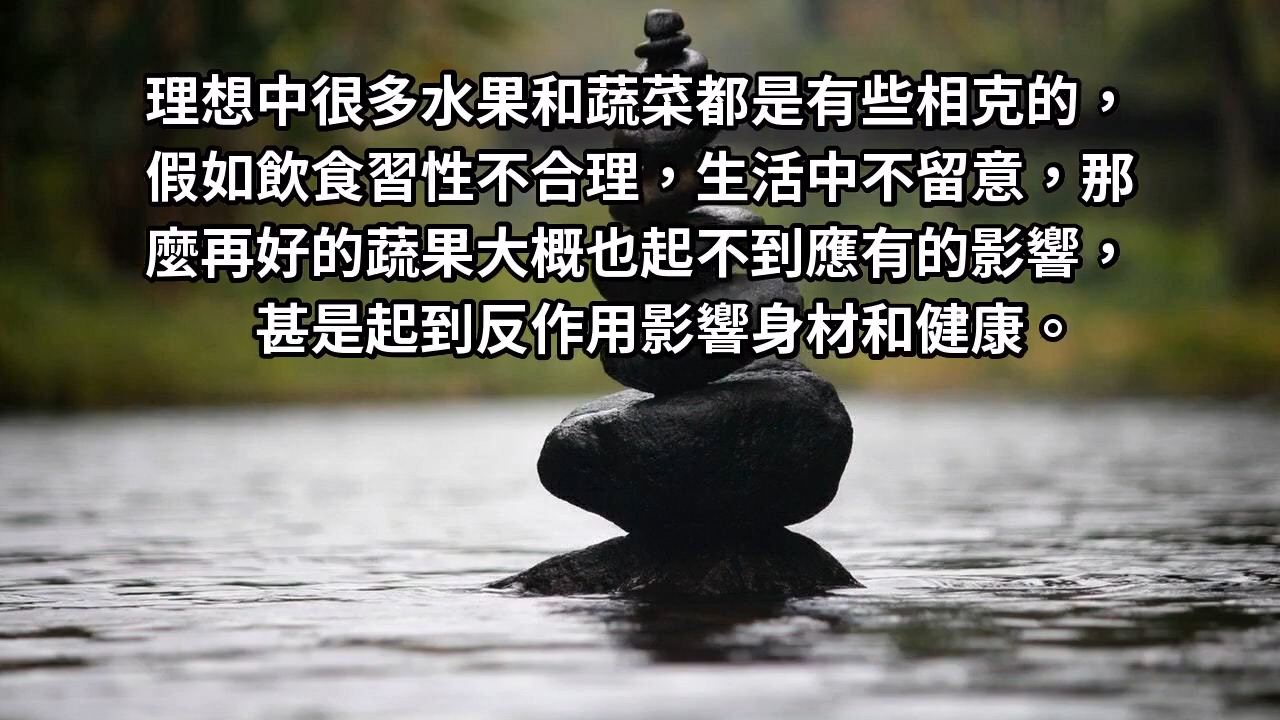 理想中很多水果和蔬菜都是有些相克的，
假如飲食習性不合理，生活中不留意，那
麼再好的蔬果大概也起不到應有的影響，
甚是起到反作用影響身材和健康。